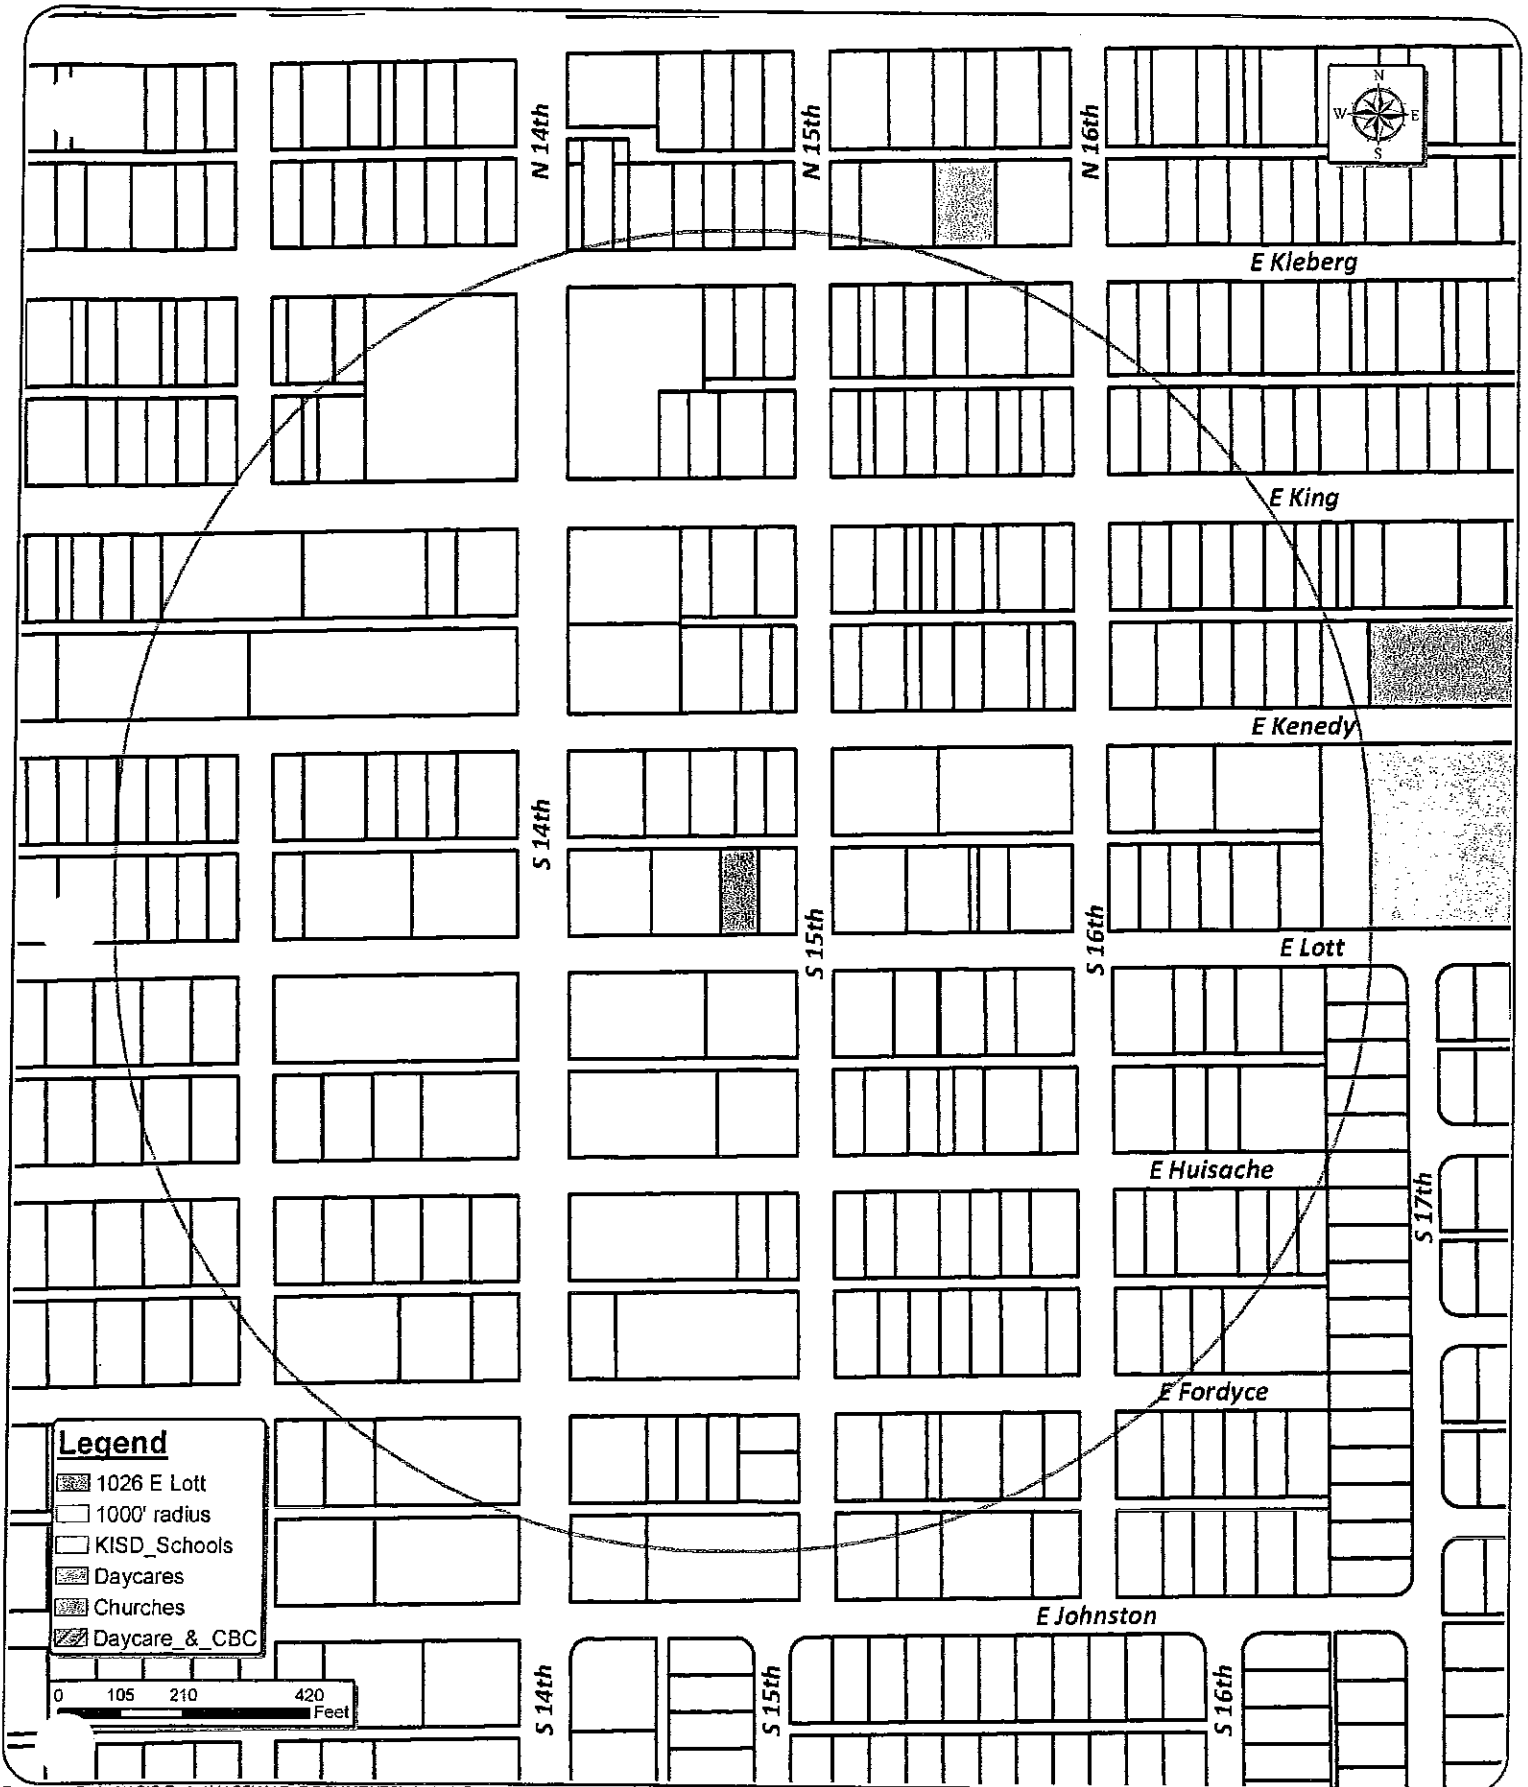 N
W E
S
N 14th
N 15th
N 16th
E Kleberg
E King
E Kenedy
S 14th
S 15th
S 16th
E Lott
E Huisache
S 17th
E Fordyce
Legend
1026 E Lott
1000' radius
KISD_Schools
Daycares
Churches
Daycare_&_CBC
E Johnston
0 105 210 420
Feet
S 14th
S 15th
S 16th